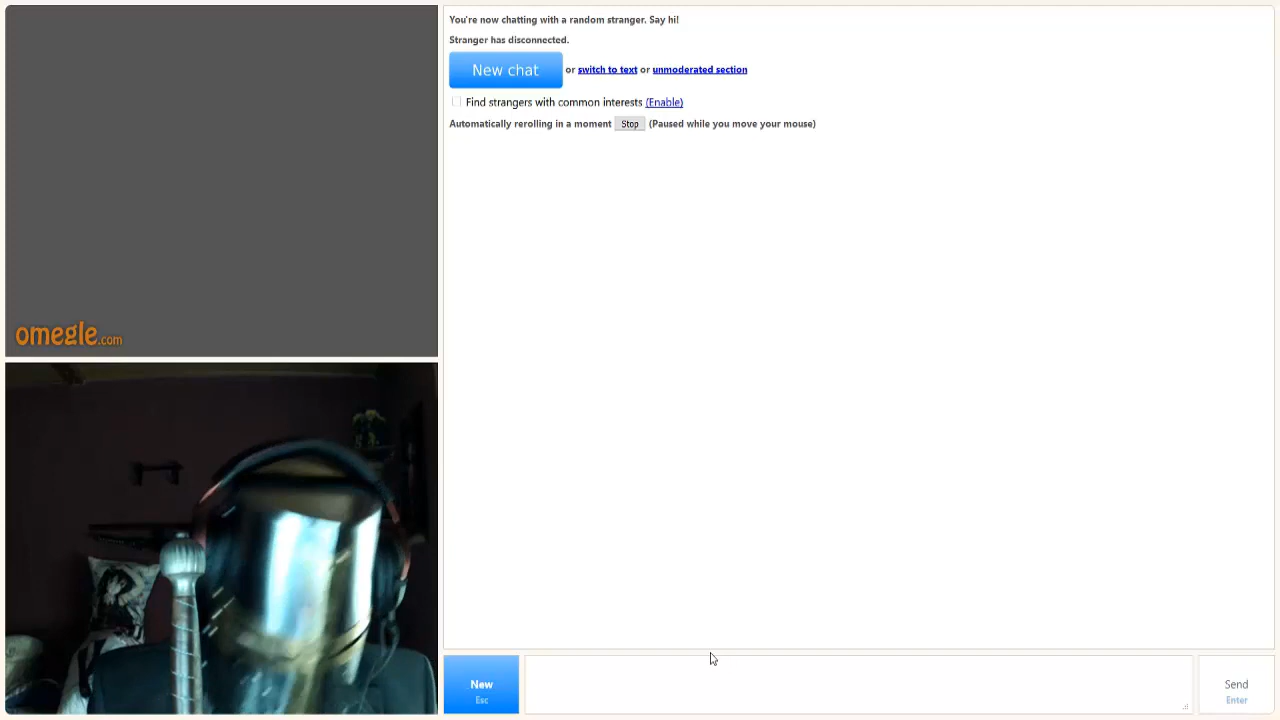 You're now chatting with a random stranger. Say hi!
Stranger has disconnected.
New chat or switch to text or unmoderated section
Find strangers with common interests (Enable)
Automatically rerolling in a moment Stop (Paused while you move your mouse)
omegle.com
New
Esc
Send
Enter